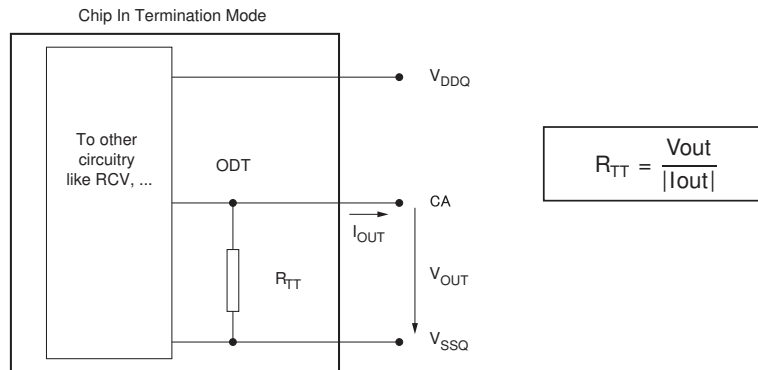 Chip In Termination Mode
V_DDQ
To other
circuitry
like RCV, ...
ODT
CA
I_OUT
R_TT
V_OUT
V_SSQ
R_TT = Vout / |Iout|